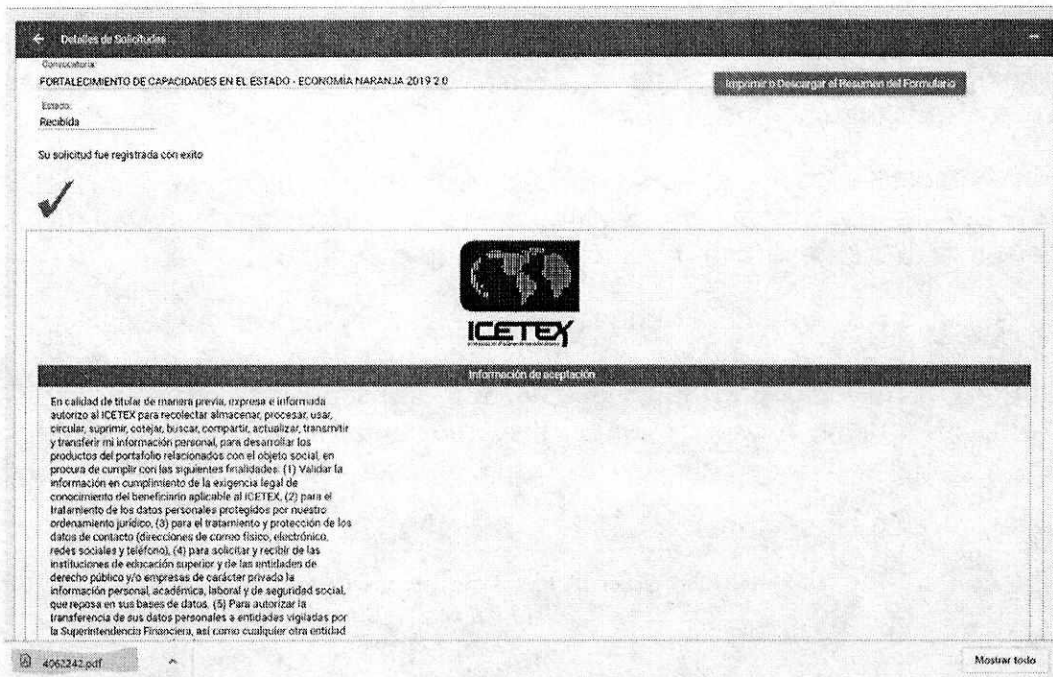 ← Detalles de Solicitudes
Convocatoria:
FORTALECIMIENTO DE CAPACIDADES EN EL ESTADO - ECONOMIA NARANJA 2019 2 0
Imprimir o Descargar el Resumen del Formulario
Estado:
Recibida
Su solicitud fue registrada con exito
ICETEX
Información de aceptación
En calidad de titular de manera previa, expresa e informada
autorizo al ICETEX para recolectar almacenar, procesar, usar,
circular, suprimir, cotejar, buscar, compartir, actualizar, transmitir
y transferir mi información personal, para desarrollar los
productos del portafolio relacionados con el objeto social, en
procura de cumplir con las siguientes finalidades: (1) Validar la
información en cumplimiento de la exigencia legal de
conocimiento del beneficiario aplicable al ICETEX, (2) para el
tratamiento de los datos personales protegidos por nuestro
ordenamiento jurídico, (3) para el tratamiento y protección de los
datos de contacto (direcciones de correo físico, electrónico,
redes sociales y teléfono), (4) para solicitar y recibir de las
instituciones de educación superior y de las entidades de
derecho público y/o empresas de carácter privado la
información personal, académica, laboral y de seguridad social,
que reposa en sus bases de datos, (5) Para autorizar la
transferencia de sus datos personales a entidades vigiladas por
la Superintendencia Financiera, así como cualquier otra entidad
4062242.pdf
Mostrar todo